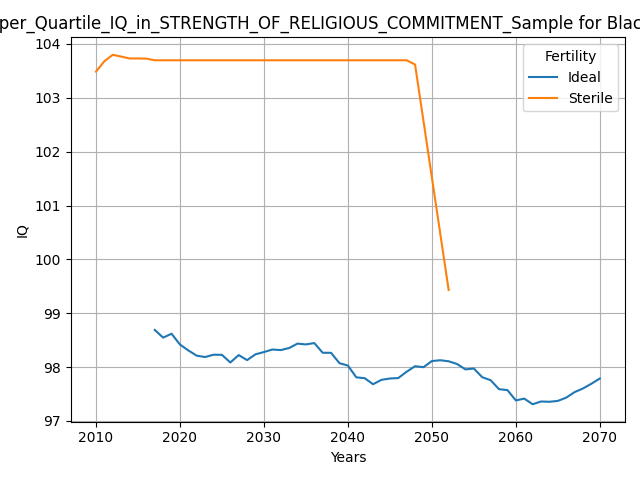 per_Quartile_IQ_in_STRENGTH_OF_RELIGIOUS_COMMITMENT_Sample for Blac
104
103
102
101
100
99
98
97
IQ
Fertility
Ideal
Sterile
2010 2020 2030 2040 2050 2060 2070
Years